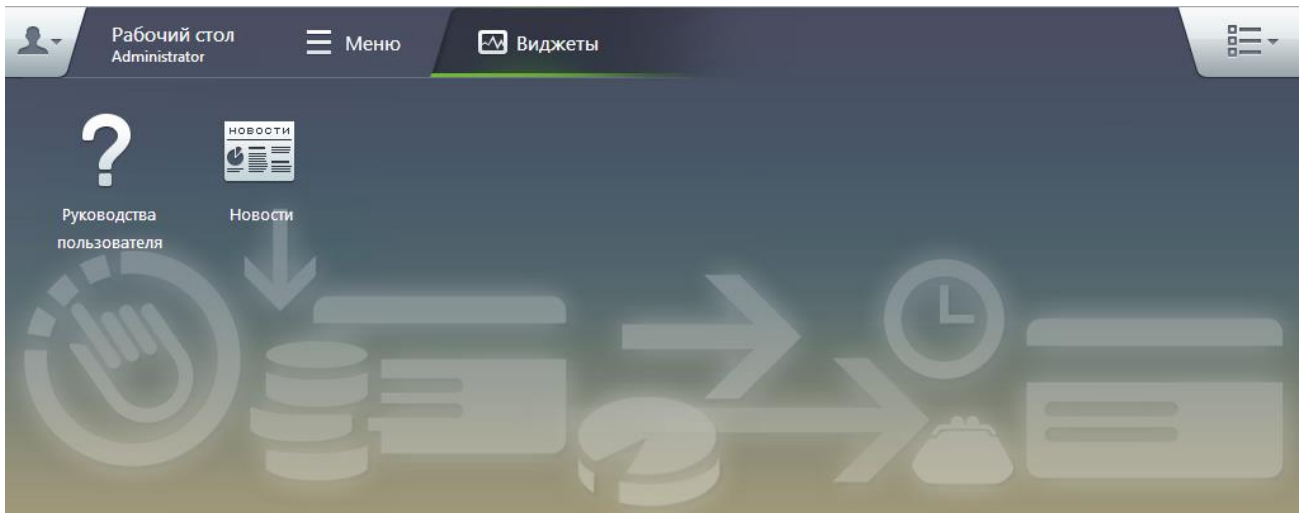 Рабочий стол
Administrator
Меню
Виджеты
НОВОСТИ
Руководства
пользователя
Новости